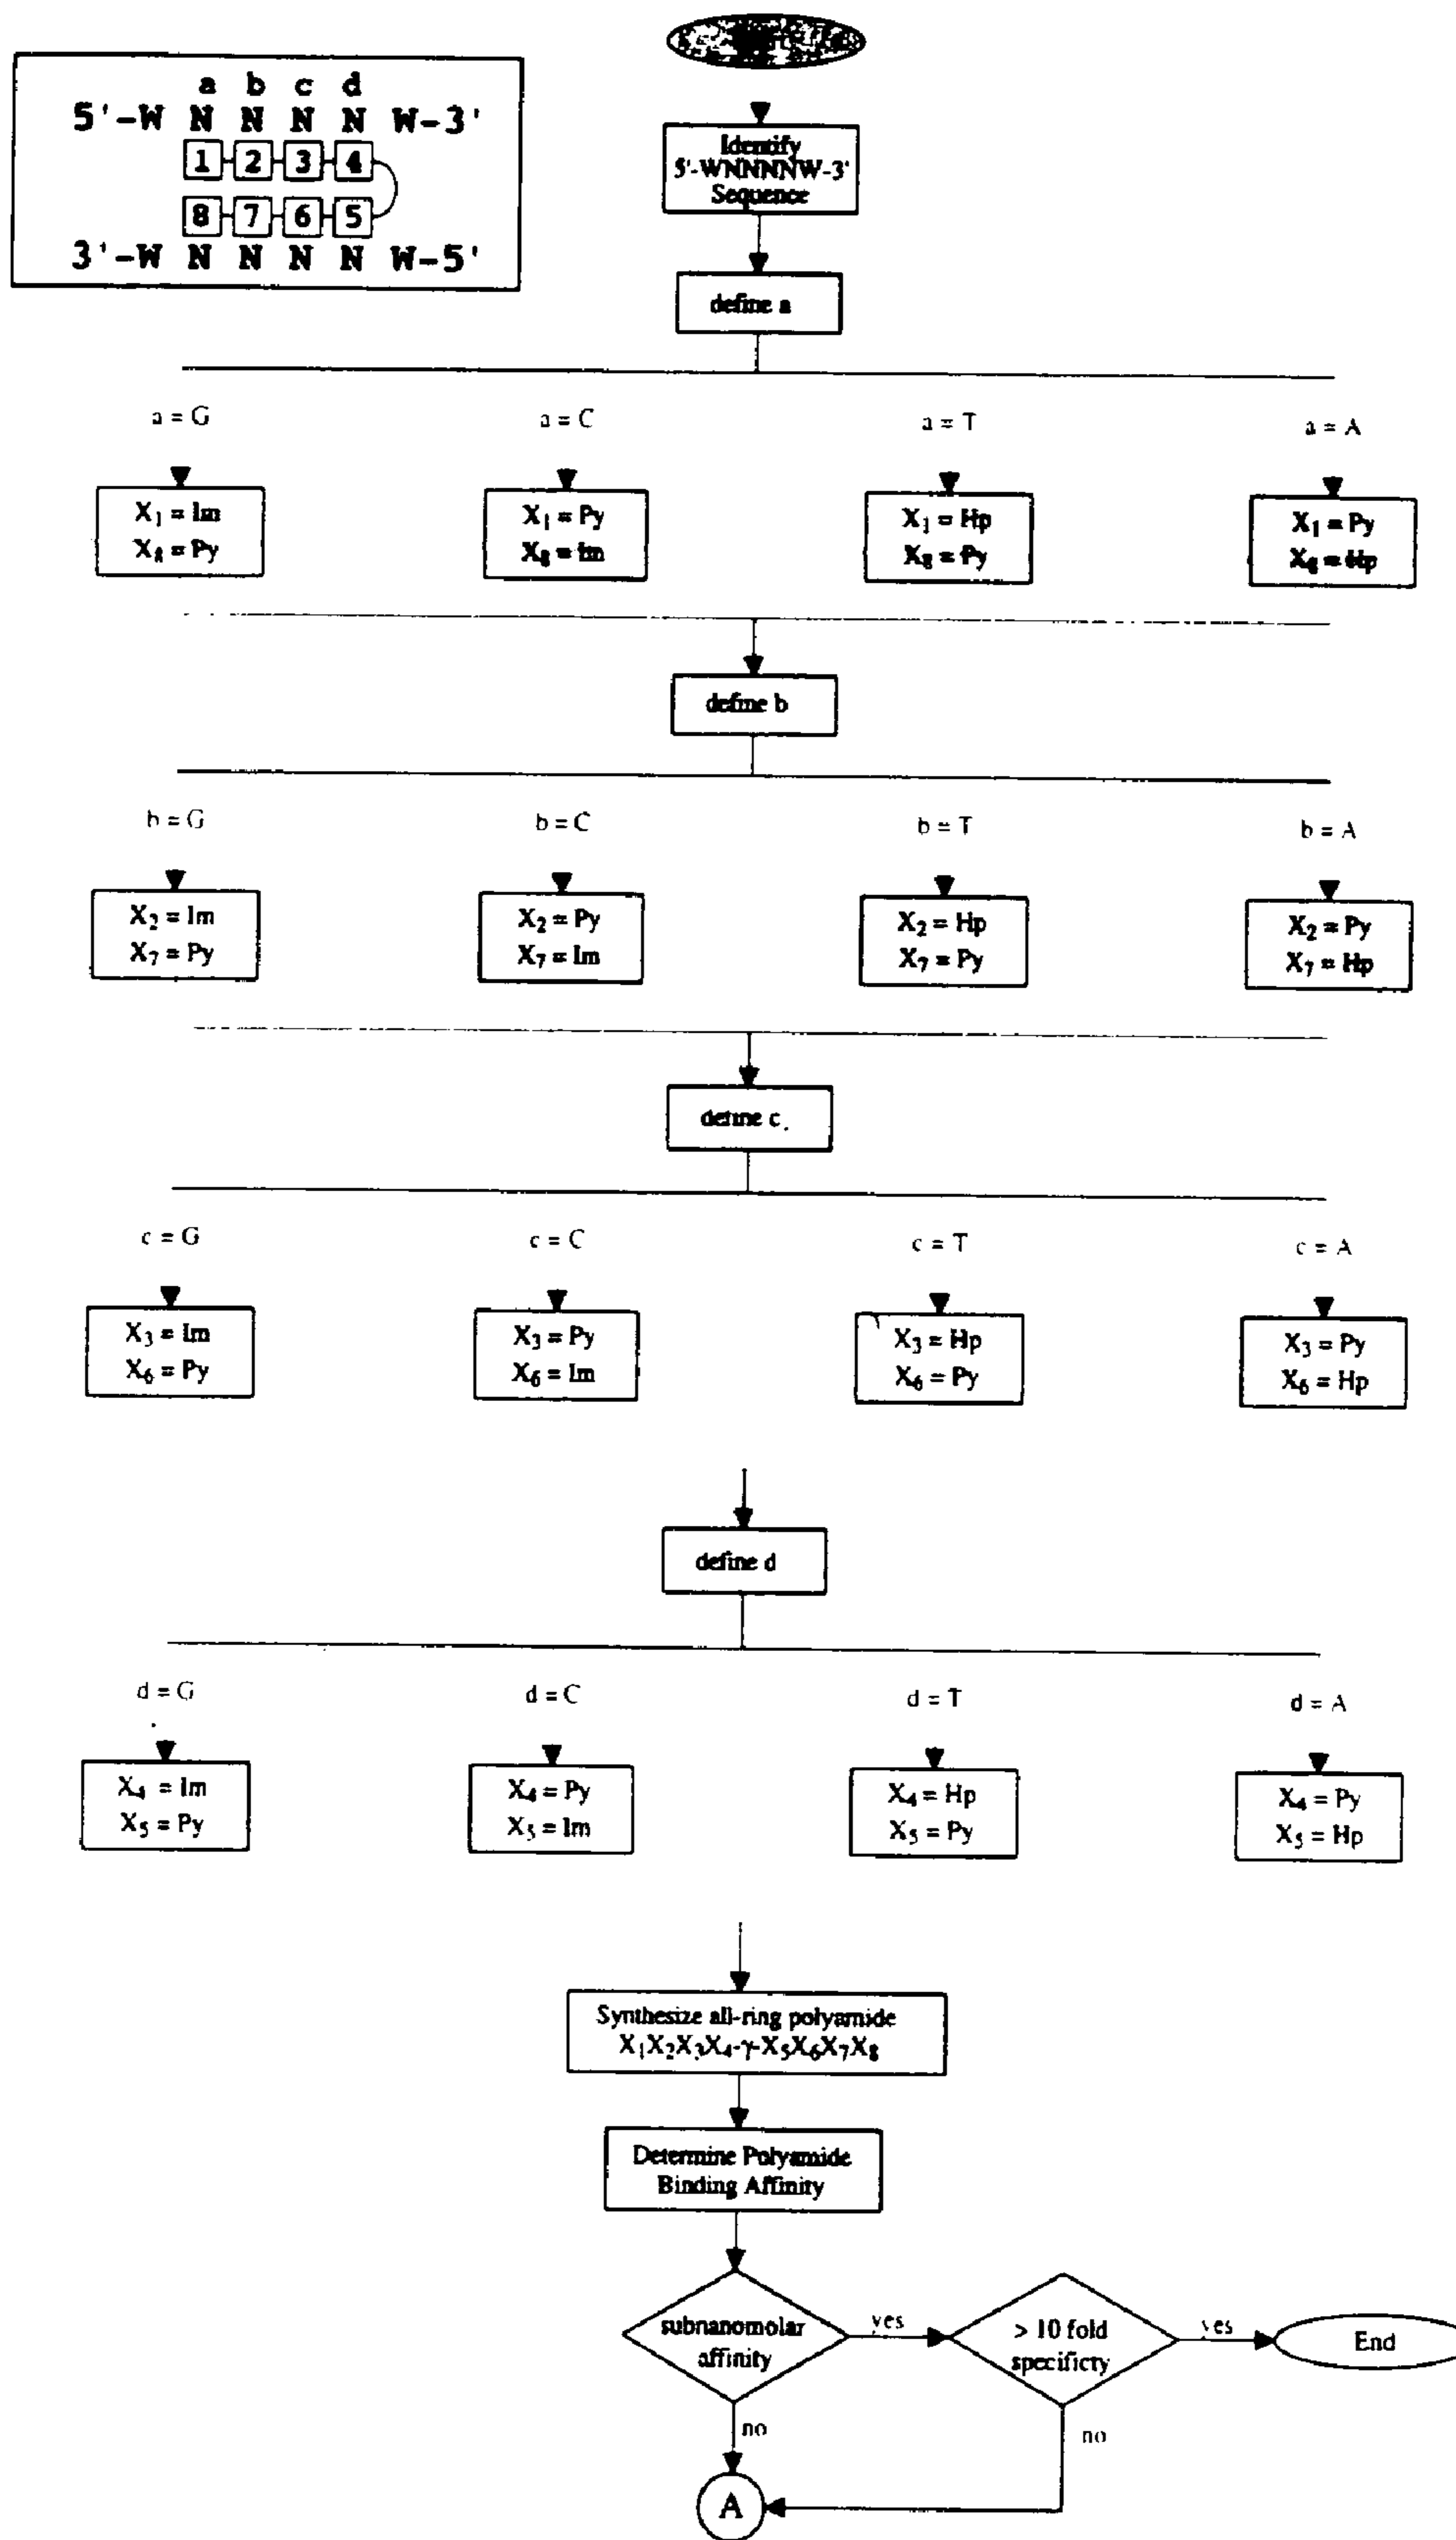 a b c d
5'-W N N N N W-3'
1 2 3 4
8 7 6 5
3'-W N N N N W-5'
Identify
5'-WNNNNW-3'
Sequence
define a
a = G
a = C
a = T
a = A
X1 = Im
X8 = Py
X1 = Py
X8 = Im
X1 = Hp
X8 = Py
X1 = Py
X8 = Hp
define b
b = G
b = C
b = T
b = A
X2 = Im
X7 = Py
X2 = Py
X7 = Im
X2 = Hp
X7 = Py
X2 = Py
X7 = Hp
define c
c = G
c = C
c = T
c = A
X3 = Im
X6 = Py
X3 = Py
X6 = Im
X3 = Hp
X6 = Py
X3 = Py
X6 = Hp
define d
d = G
d = C
d = T
d = A
X4 = Im
X5 = Py
X4 = Py
X5 = Im
X4 = Hp
X5 = Py
X4 = Py
X5 = Hp
Synthesize all-ring polyamide
X1X2X3X4-γ-X5X6X7X8
Determine Polyamide
Binding Affinity
subnanomolar
affinity
yes
> 10 fold
specificty
yes
End
no
no
A